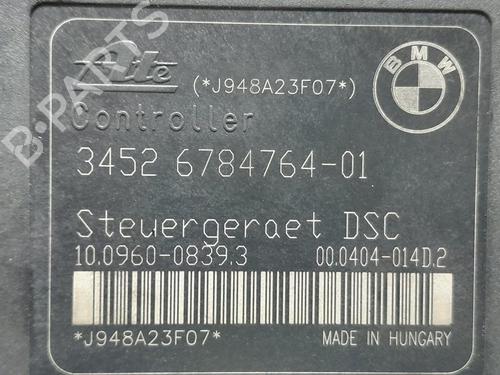 Ate (*J948A23F07*) BMW
Controller
3452 6784764-01
Steuergeraet DSC
10.0960-0839.3 00.0404-014D.2
*J948A23F07* MADE IN HUNGARY
B-PARTS